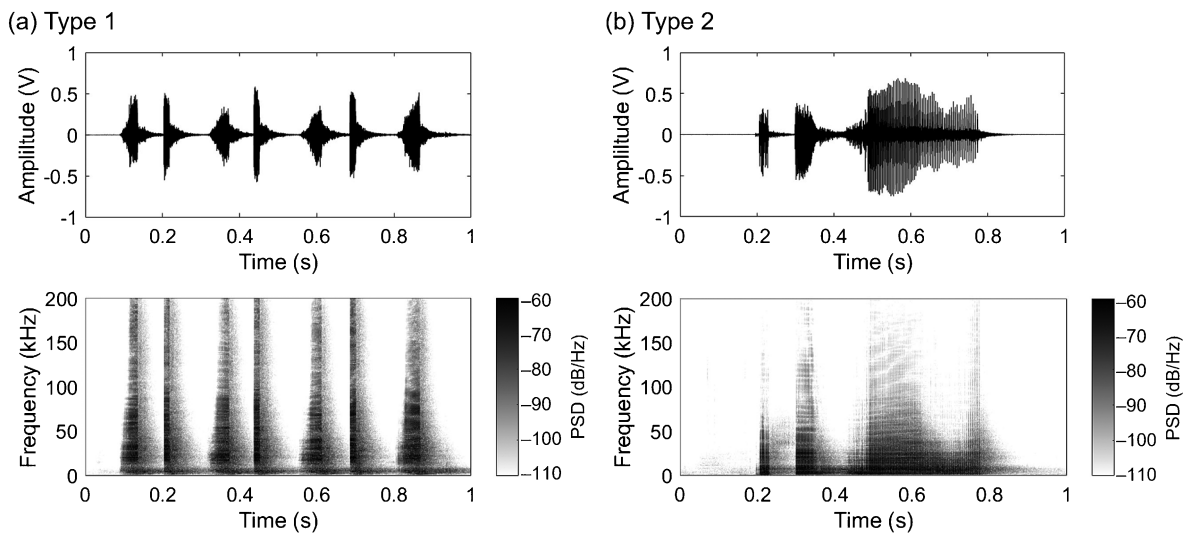 (a) Type 1
Amplilitude (V)
1
0.5
0
-0.5
-1
0 0.2 0.4 0.6 0.8 1
Time (s)
Frequency (kHz)
200
150
100
50
0
0 0.2 0.4 0.6 0.8 1
Time (s)
–60
–70
–80
–90
–100
–110
PSD (dB/Hz)
(b) Type 2
Amplilitude (V)
1
0.5
0
-0.5
-1
0 0.2 0.4 0.6 0.8 1
Time (s)
Frequency (kHz)
200
150
100
50
0
0 0.2 0.4 0.6 0.8 1
Time (s)
–60
–70
–80
–90
–100
–110
PSD (dB/Hz)